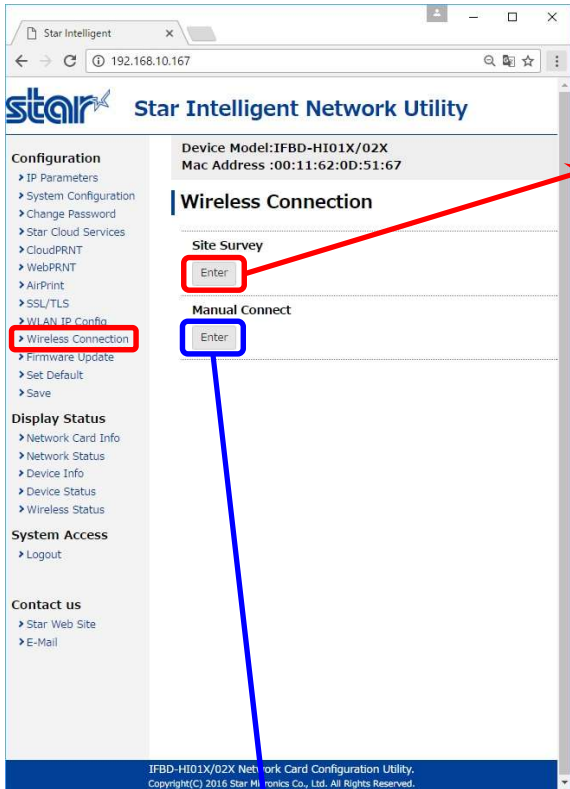 Star Intelligent
192.168.10.167
star Star Intelligent Network Utility
Device Model:IFBD-HI01X/02X
Mac Address :00:11:62:0D:51:67
Configuration
IP Parameters
System Configuration
Change Password
Star Cloud Services
CloudPRNT
WebPRNT
AirPrint
SSL/TLS
WLAN IP Config
Wireless Connection
Firmware Update
Set Default
Save
Display Status
Network Card Info
Network Status
Device Info
Device Status
Wireless Status
System Access
Logout
Contact us
Star Web Site
E-Mail
Wireless Connection
Site Survey
Enter
Manual Connect
Enter
IFBD-HI01X/02X Network Card Configuration Utility.
Copyright(C) 2016 Star Micronics Co., Ltd. All Rights Reserved.